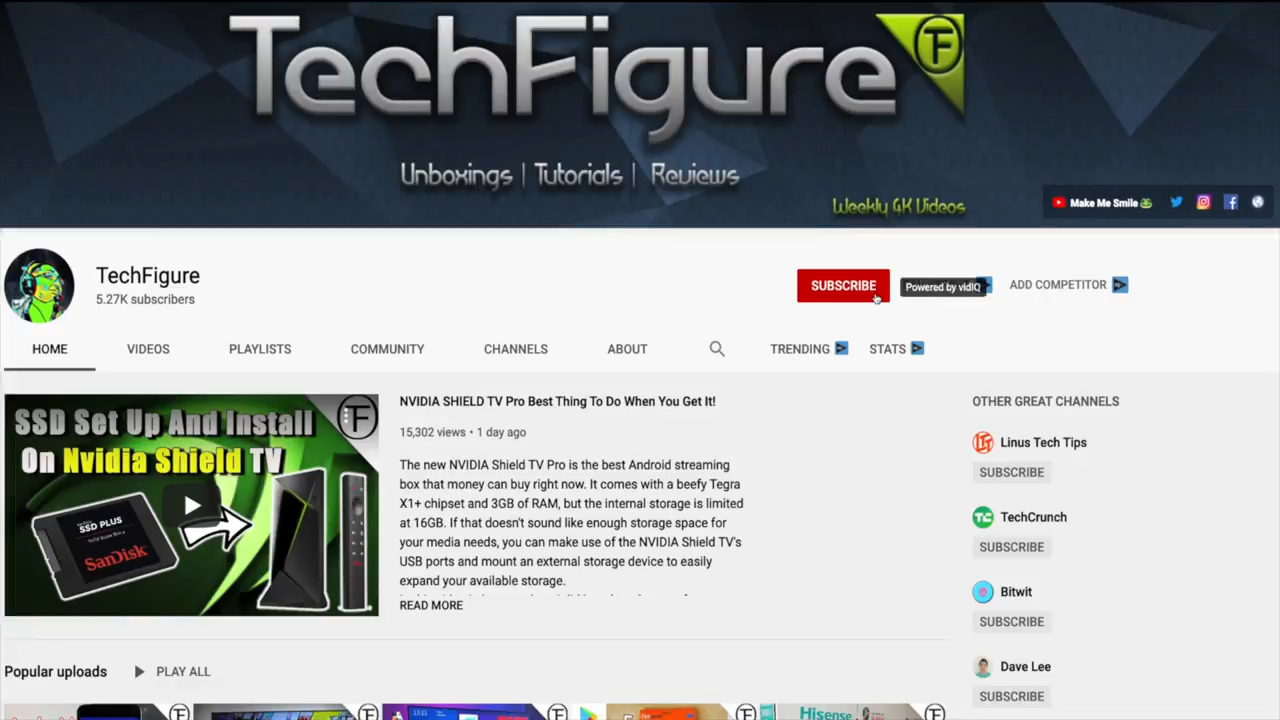 TechFigure
TF
Unboxings | Tutorials | Reviews
Weekly 4K Videos
Make Me Smile
TechFigure
5.27K subscribers
SUBSCRIBE
Powered by vidIQ
ADD COMPETITOR
HOME
VIDEOS
PLAYLISTS
COMMUNITY
CHANNELS
ABOUT
TRENDING
STATS
SSD Set Up And Install
On Nvidia Shield TV
TF
SSD PLUS
SanDisk
NVIDIA SHIELD TV Pro Best Thing To Do When You Get It!
15,302 views • 1 day ago
The new NVIDIA Shield TV Pro is the best Android streaming
box that money can buy right now. It comes with a beefy Tegra
X1+ chipset and 3GB of RAM, but the internal storage is limited
at 16GB. If that doesn't sound like enough storage space for
your media needs, you can make use of the NVIDIA Shield TV's
USB ports and mount an external storage device to easily
expand your available storage.
READ MORE
OTHER GREAT CHANNELS
Linus Tech Tips
SUBSCRIBE
TechCrunch
SUBSCRIBE
Bitwit
SUBSCRIBE
Dave Lee
SUBSCRIBE
Popular uploads
PLAY ALL
Hisense